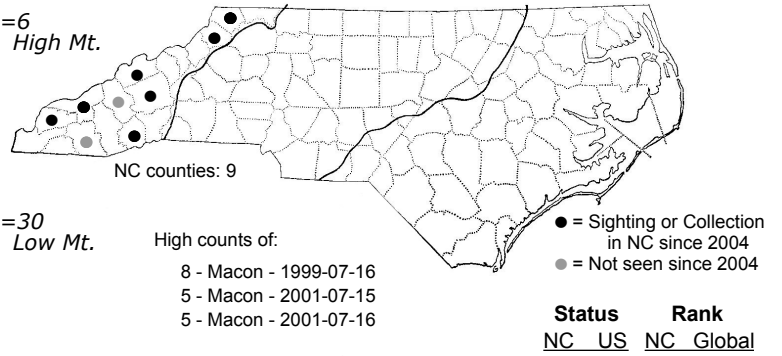 =6
High Mt.
NC counties: 9
=30
Low Mt.
High counts of:
8 - Macon - 1999-07-16
5 - Macon - 2001-07-15
5 - Macon - 2001-07-16
● = Sighting or Collection
in NC since 2004
● = Not seen since 2004
Status Rank
NC US NC Global